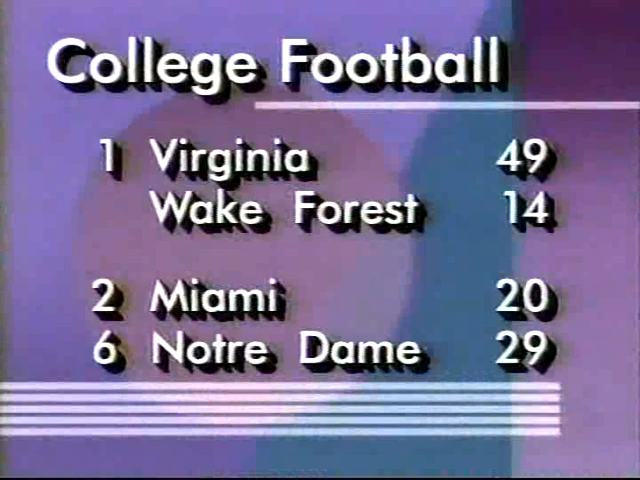 College Football
1 Virginia 49
Wake Forest 14
2 Miami 20
6 Notre Dame 29